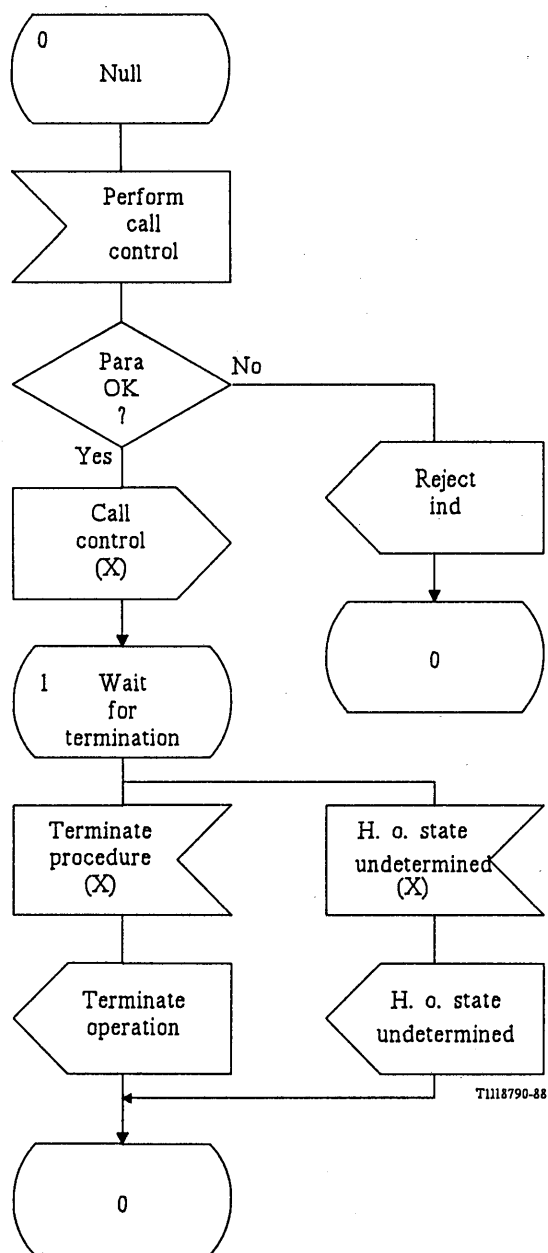 0
Null
Perform
call
control
Para
OK
?
No
Yes
Call
control
(X)
Reject
ind
0
1 Wait
for
termination
Terminate
procedure
(X)
H. o. state
undetermined
(X)
Terminate
operation
H. o. state
undetermined
T1118790-88
0